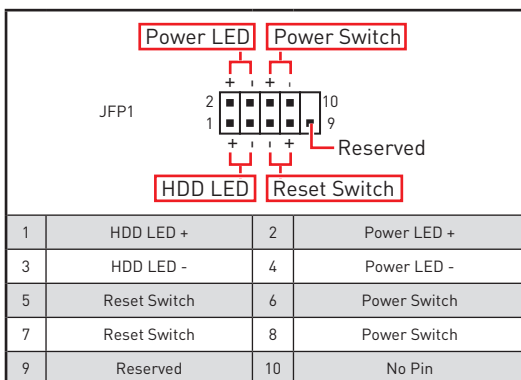 Power LED Power Switch
+ - + -
JFP1
2 10
1 9
+ - - +
Reserved
HDD LED Reset Switch
1 HDD LED + 2 Power LED +
3 HDD LED - 4 Power LED -
5 Reset Switch 6 Power Switch
7 Reset Switch 8 Power Switch
9 Reserved 10 No Pin